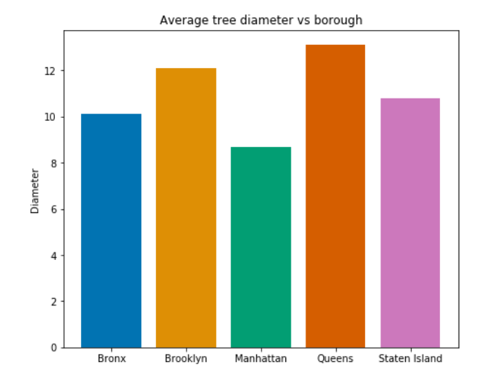 Average tree diameter vs borough
Diameter
12
10
8
6
4
2
0
Bronx Brooklyn Manhattan Queens Staten Island